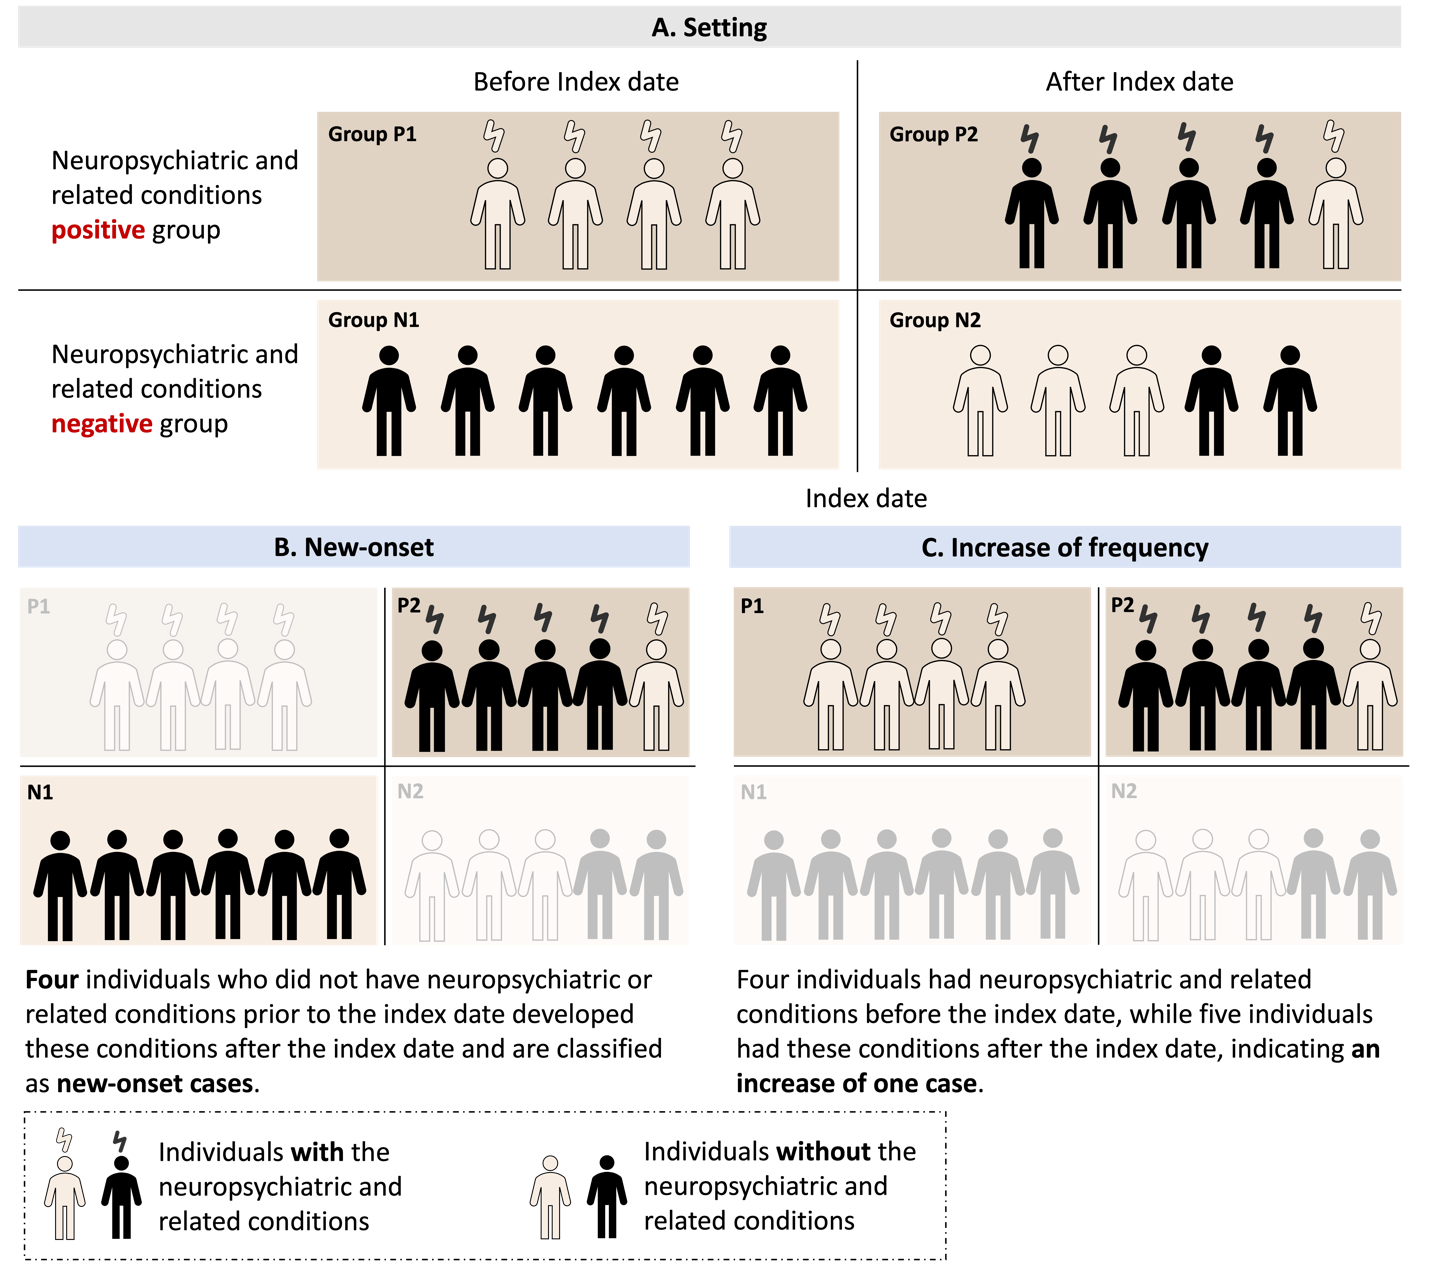 A. Setting
Before Index date
After Index date
Neuropsychiatric and
related conditions
positive group
Group P1
Group P2
Neuropsychiatric and
related conditions
negative group
Group N1
Group N2
Index date
B. New-onset
P1
P2
N1
N2
Four individuals who did not have neuropsychiatric or
related conditions prior to the index date developed
these conditions after the index date and are classified
as new-onset cases.
C. Increase of frequency
P1
P2
N1
N2
Four individuals had neuropsychiatric and related
conditions before the index date, while five individuals
had these conditions after the index date, indicating an
increase of one case.
Individuals with the
neuropsychiatric and
related conditions
Individuals without the
neuropsychiatric and
related conditions